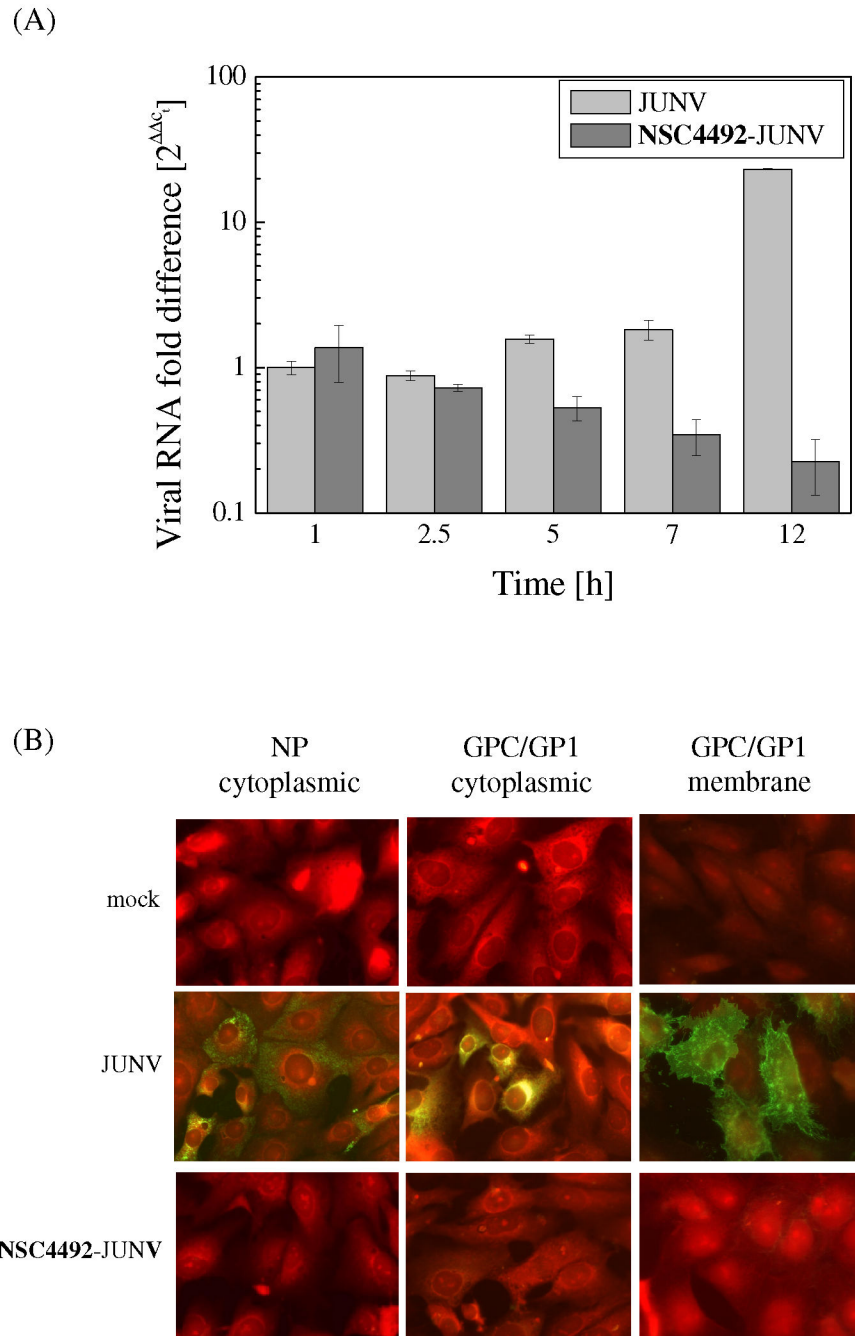 (A)
100
10
1
0.1
Viral RNA fold difference [2^ΔΔc_t]
JUNV
NSC4492-JUNV
1 2.5 5 7 12
Time [h]
(B)
NP
cytoplasmic
GPC/GP1
cytoplasmic
GPC/GP1
membrane
mock
JUNV
NSC4492-JUNV